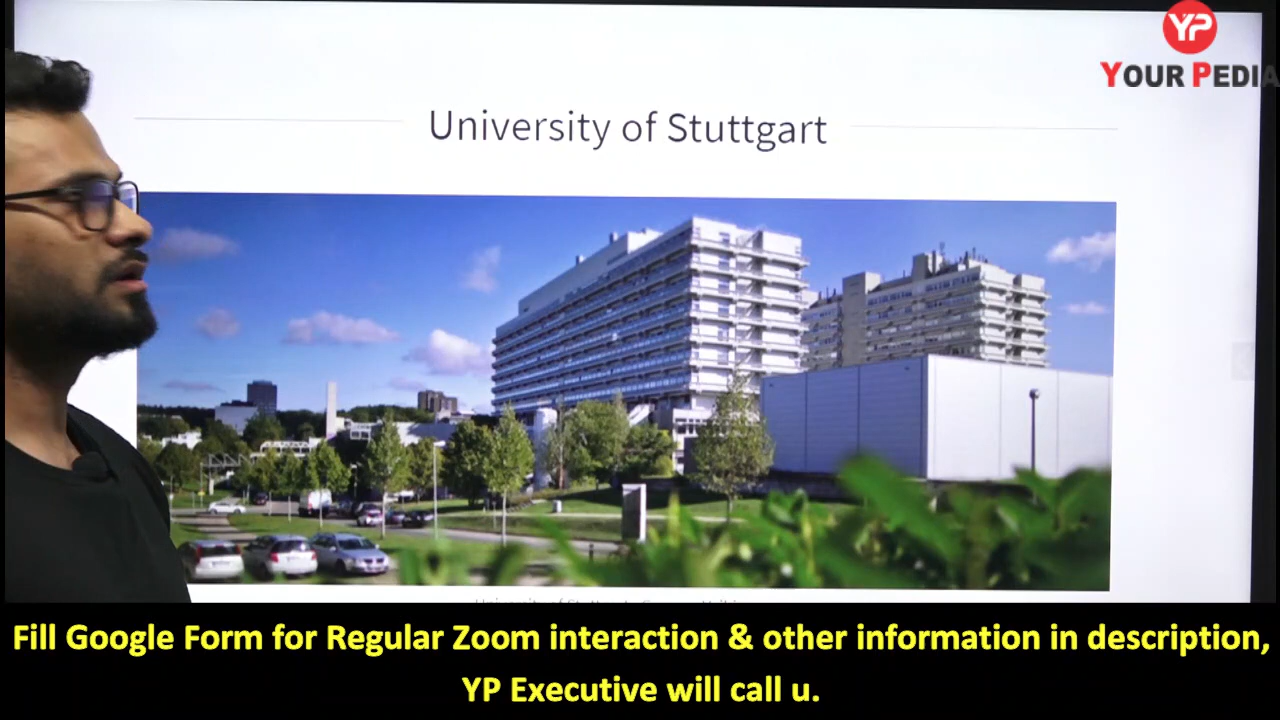 YP
YOUR PEDIA
University of Stuttgart
Fill Google Form for Regular Zoom interaction & other information in description,
YP Executive will call u.